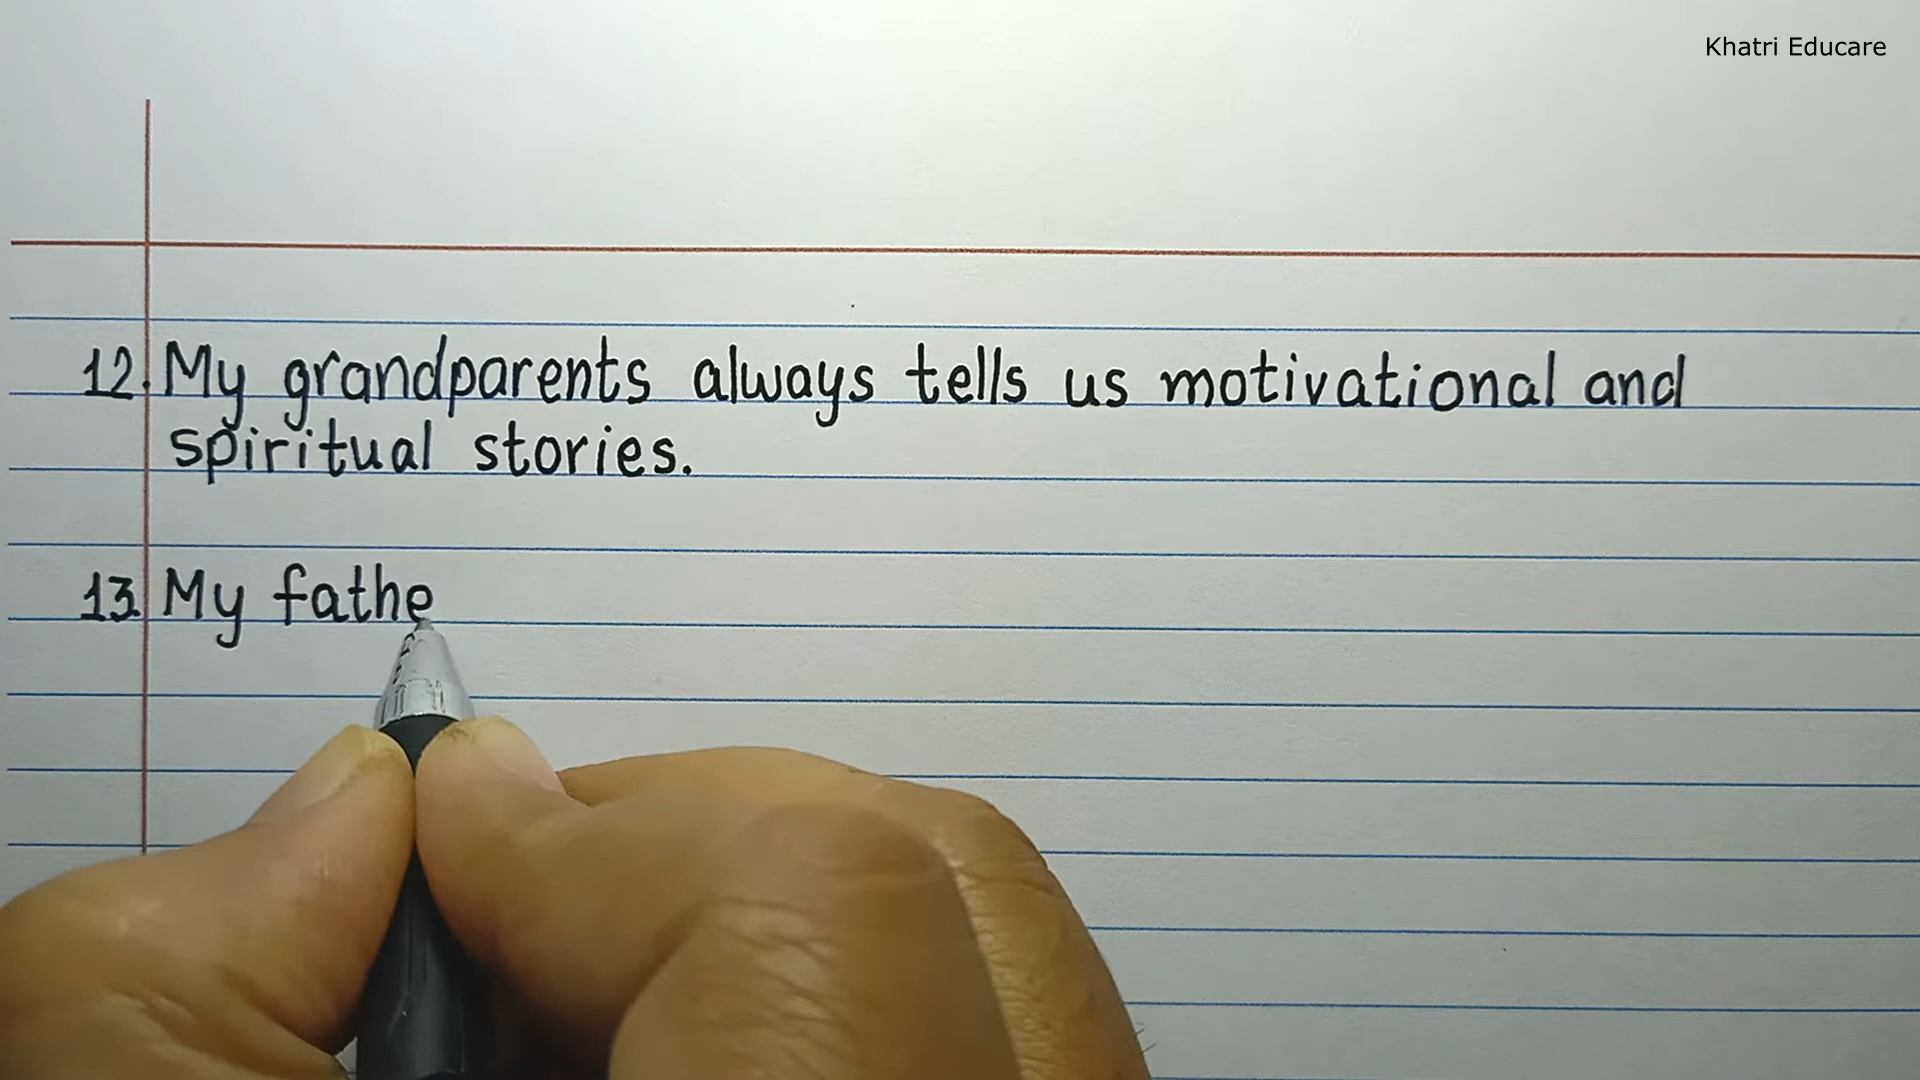 Khatri Educare
12. My grandparents always tells us motivational and
spiritual stories.
13. My fathe